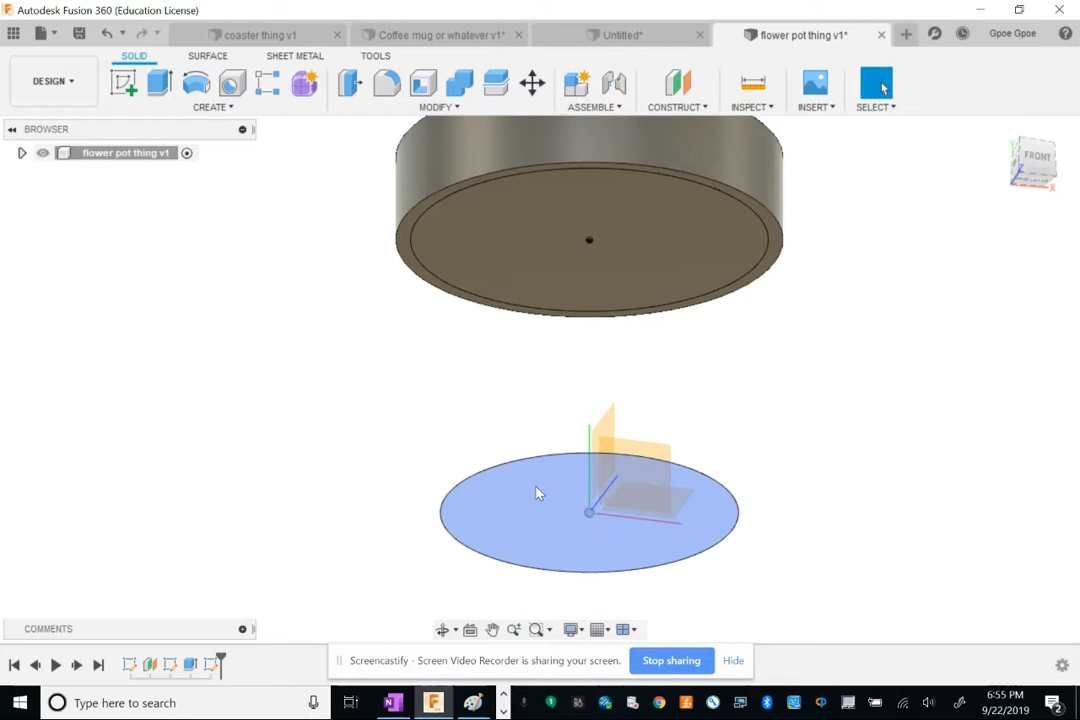 Autodesk Fusion 360 (Education License)
coaster thing v1
Coffee mug or whatever v1*
Untitled*
flower pot thing v1*
Gpoe Gpoe
SOLID
SURFACE
SHEET METAL
TOOLS
DESIGN
CREATE
MODIFY
ASSEMBLE
CONSTRUCT
INSPECT
INSERT
SELECT
BROWSER
flower pot thing v1
FRONT
Y
Z
X
COMMENTS
Screencastify - Screen Video Recorder is sharing your screen.
Stop sharing
Hide
Type here to search
6:55 PM
9/22/2019
2